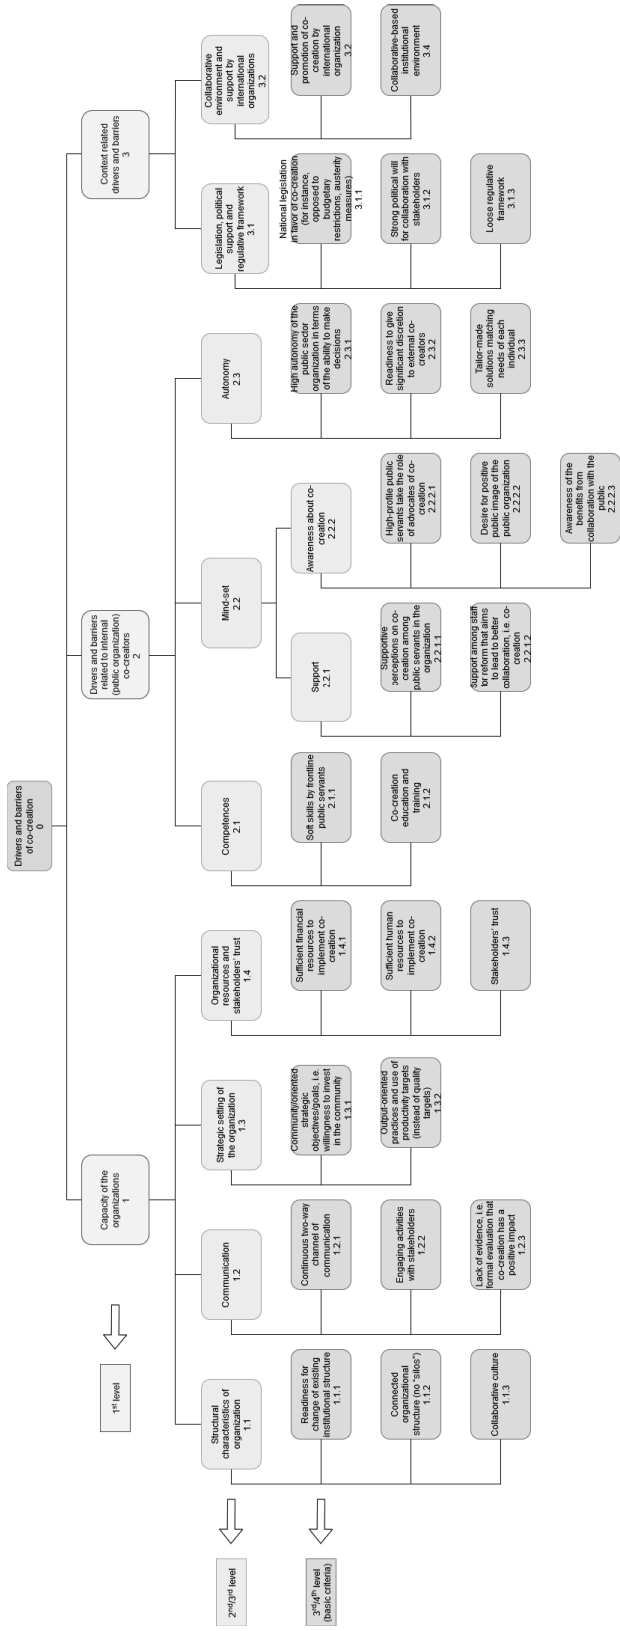 Drivers and barriers
of co-creation
0
1st level
Capacity of the
organizations
1
Drivers and barriers
related to internal
(public organization)
co-creators
2
Context related
drivers and barriers
3
2nd/3rd level
Structural
characteristics of
organization
1.1
Communication
1.2
Strategic setting of
the organization
1.3
Organizational
resources and
stakeholders' trust
1.4
Competences
2.1
Mind-set
2.2
Autonomy
2.3
Legislation, political
support and
regulative framework
3.1
Collaborative
environment and
support by
international
organizations
3.2
3rd/4th level
(basic criteria)
Readiness for
change of existing
institutional structure
1.1.1
Connected
organizational
structure (no "silos")
1.1.2
Collaborative culture
1.1.3
Continuous two-way
channel of
communication
1.2.1
Engaging activities
with stakeholders
1.2.2
Lack of evidence, i.e.
formal evaluation that
co-creation has a
positive impact
1.2.3
Community/oriented
strategic
objectives/goals, i.e.
willingness to invest
in the community
1.3.1
Output-oriented
practices and use of
productivity targets
(instead of quality
targets)
1.3.2
Sufficient financial
resources to
implement co-
creation
1.4.1
Sufficient human
resources to
implement co-
creation
1.4.2
Stakeholders' trust
1.4.3
Soft skills by frontline
public servants
2.1.1
Co-creation
education and
training
2.1.2
Support
2.2.1
Supportive
perceptions on co-
creation among
public servants in the
organization
2.2.1.1
Support among staff
for reform that aims
to lead to better
collaboration, i.e. co-
creation
2.2.1.2
Awareness about co-
creation
2.2.2
High-profile public
servants take the role
of advocates of co-
creation
2.2.2.1
Desire for positive
public image of the
public organization
2.2.2.2
Awareness of the
benefits from
collaboration with the
public
2.2.2.3
High autonomy of the
public sector
organization in terms
of the ability to make
decisions
2.3.1
Readiness to give
significant discretion
to external co-
creators
2.3.2
Tailor-made
solutions matching
needs of each
individual
2.3.3
National legislation
in favor of co-creation
(for instance,
opposed to
budgetary
restrictions, austerity
measures)
3.1.1
Strong political will
for collaboration with
stakeholders
3.1.2
Loose regulative
framework
3.1.3
Support and
promotion of co-
creation by
international
organization
3.2
Collaborative-based
institutional
environment
3.4